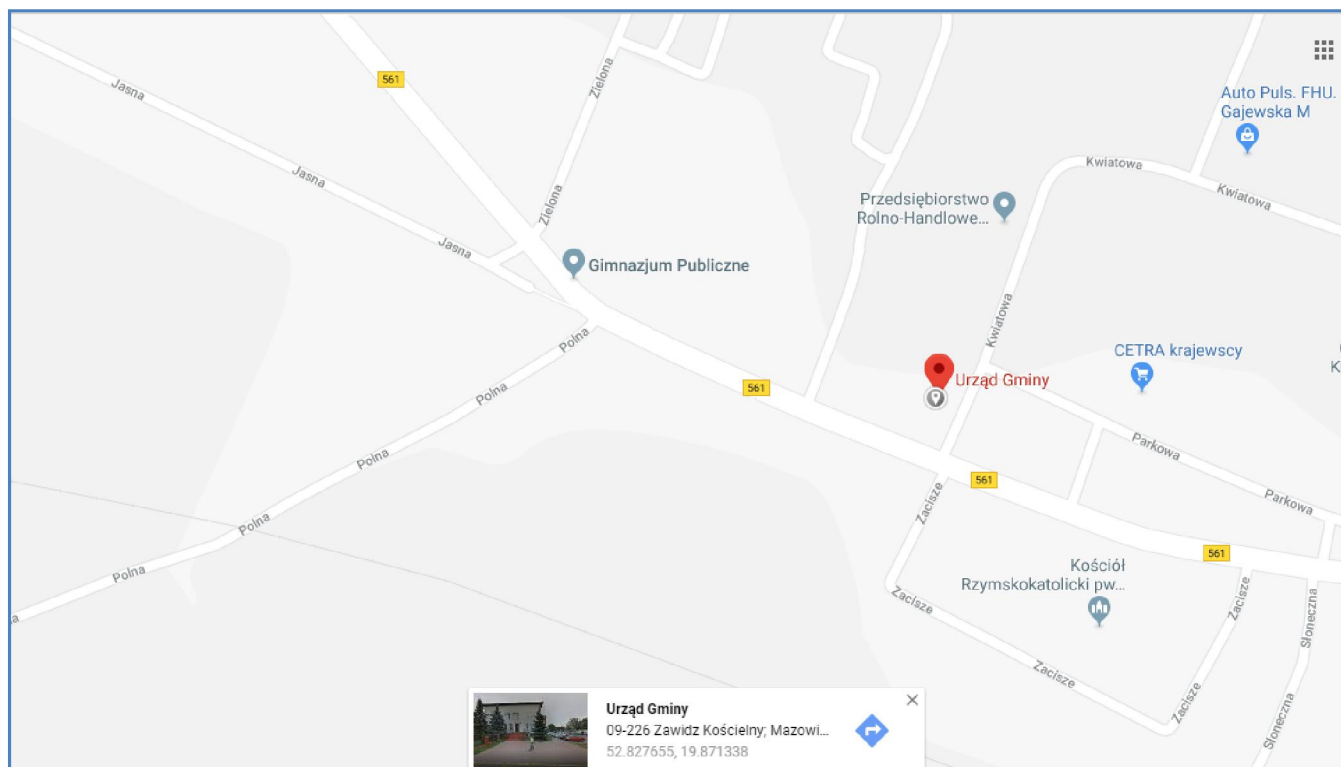 561
Jasna
Zielona
Auto Puls. FHU.
Gajewska M
Kwiatowa
Kwiatowa
Jasna
Zielona
Przedsiębiorstwo
Rolno-Handlowe...
Jasna
Gimnazjum Publiczne
Kwiatowa
Polna
CETRA krajewscy
K
Urząd Gminy
561
Polna
Parkowa
Polna
561
Zacisze
Parkowa
Polna
561
Kościół
Rzymskokatolicki pw...
Polna
Zacisze
Zacisze
Słoneczna
a
Zacisze
Zacisze
Słoneczna
Urząd Gminy
09-226 Zawidz Kościelny; Mazowi...
52.827655, 19.871338